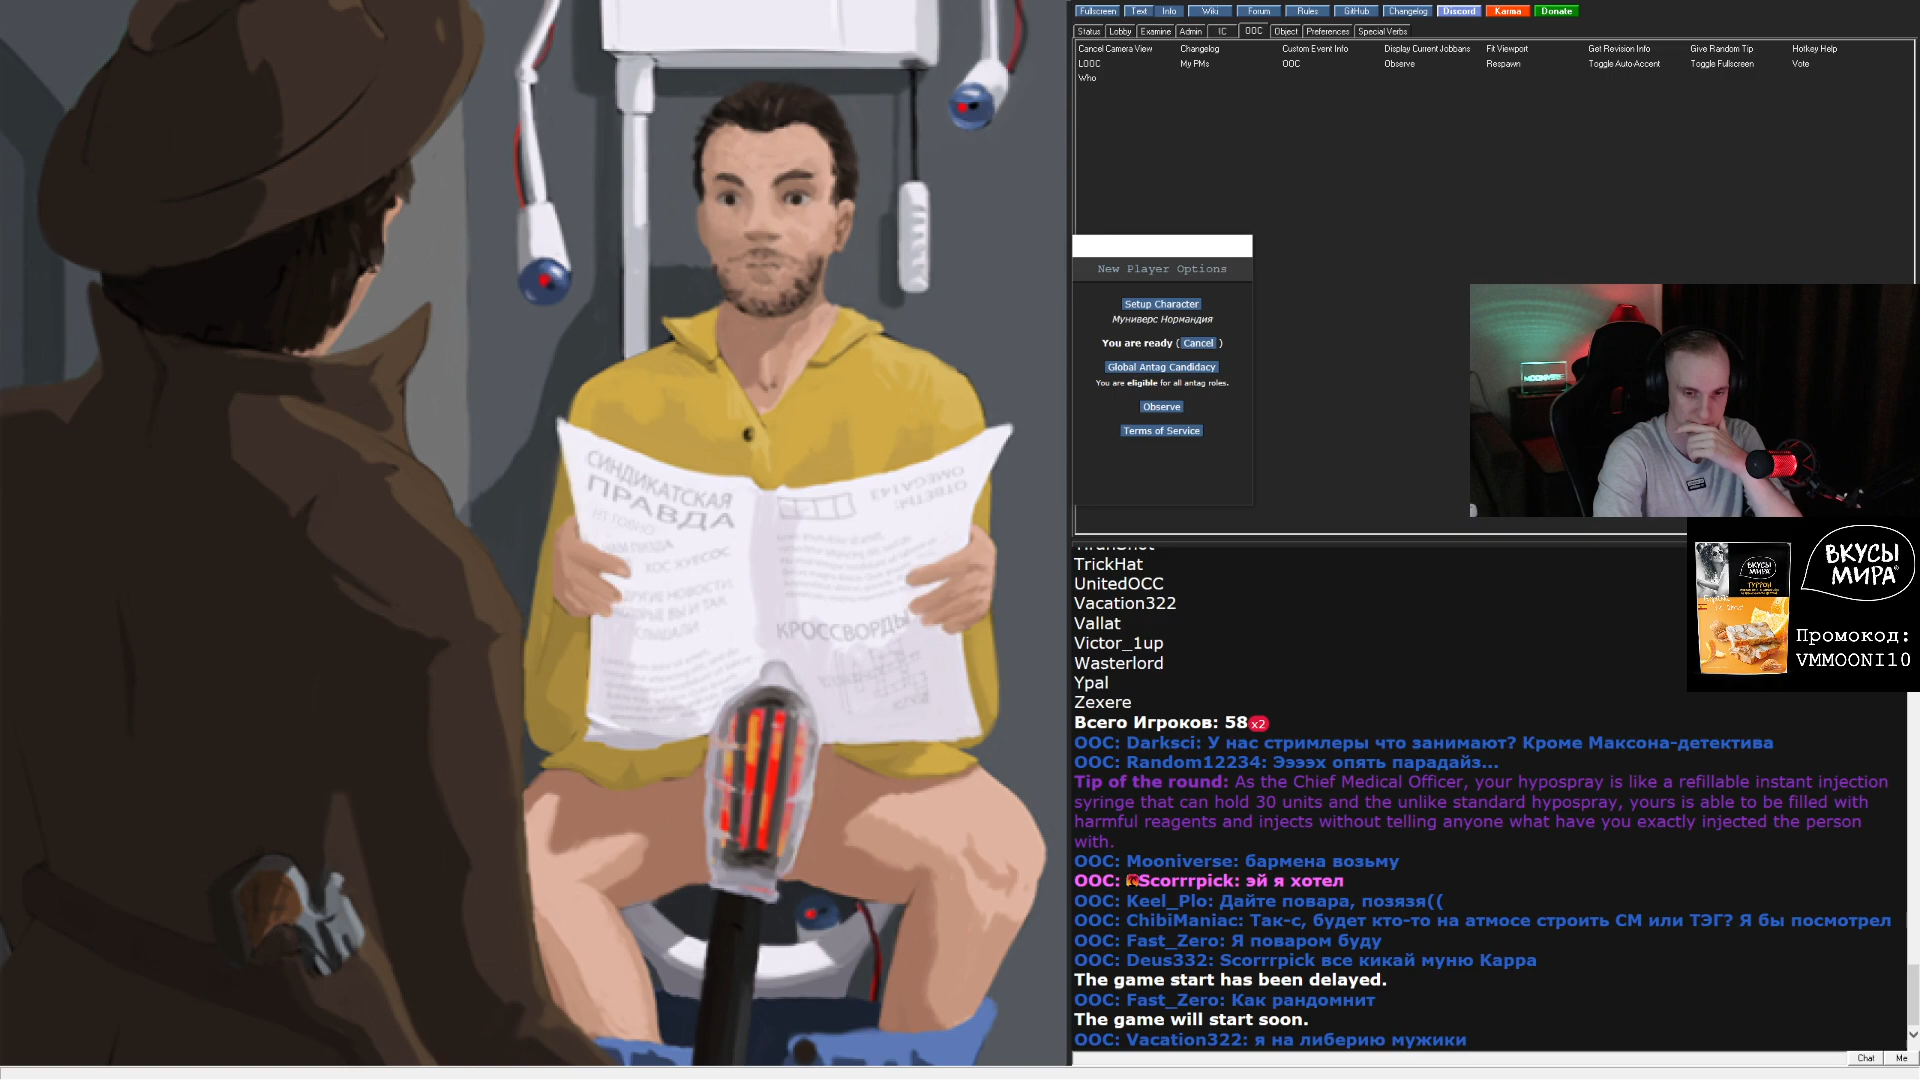 Fullscreen Text Info Wiki Forum Rules GitHub Changelog Discord Karma Donate
Status Lobby Examine Admin IC OOC Object Preferences Special Verbs
Cancel Camera View Changelog Custom Event Info Display Current Jobbans Fit Viewport Get Revision Info Give Random Tip Hotkey Help
LOOC My PMs OOC Observe Respawn Toggle Auto-Accent Toggle Fullscreen Vote
Who
New Player Options
Setup Character
Муниверс Нормандия
You are ready ( Cancel )
Global Antag Candidacy
You are eligible for all antag roles.
Observe
Terms of Service
СИНДИКАТСКАЯ
ПРАВДА
ДРУГИЕ НОВОСТИ,
СЛЫШАЛИ
ОТВЕТЫ:
КРОССВОРДЫ
MOONIVERSE
ВКУСЫ
МИРА
ТУРРОН
ВКУСЫ
МИРА®
Промокод:
VMMOONI10
TrickHat
UnitedOCC
Vacation322
Vallat
Victor_1up
Wasterlord
Ypal
Zexere
Всего Игроков: 58 x2
OOC: Darksci: У нас стримлеры что занимают? Кроме Максона-детектива
OOC: Random12234: Ээээх опять парадайз...
Tip of the round: As the Chief Medical Officer, your hypospray is like a refillable instant injection
syringe that can hold 30 units and the unlike standard hypospray, yours is able to be filled with
harmful reagents and injects without telling anyone what have you exactly injected the person
with.
OOC: Mooniverse: бармена возьму
OOC: Scorrrpick: эй я хотел
OOC: Keel_Plo: Дайте повара, позязя((
OOC: ChibiManiac: Так-с, будет кто-то на атмосе строить СМ или ТЭГ? Я бы посмотрел
OOC: Fast_Zero: Я поваром буду
OOC: Deus332: Scorrrpick все кикай муню Каppa
The game start has been delayed.
OOC: Fast_Zero: Как рандомнит
The game will start soon.
OOC: Vacation322: я на либерию мужики
Chat Me